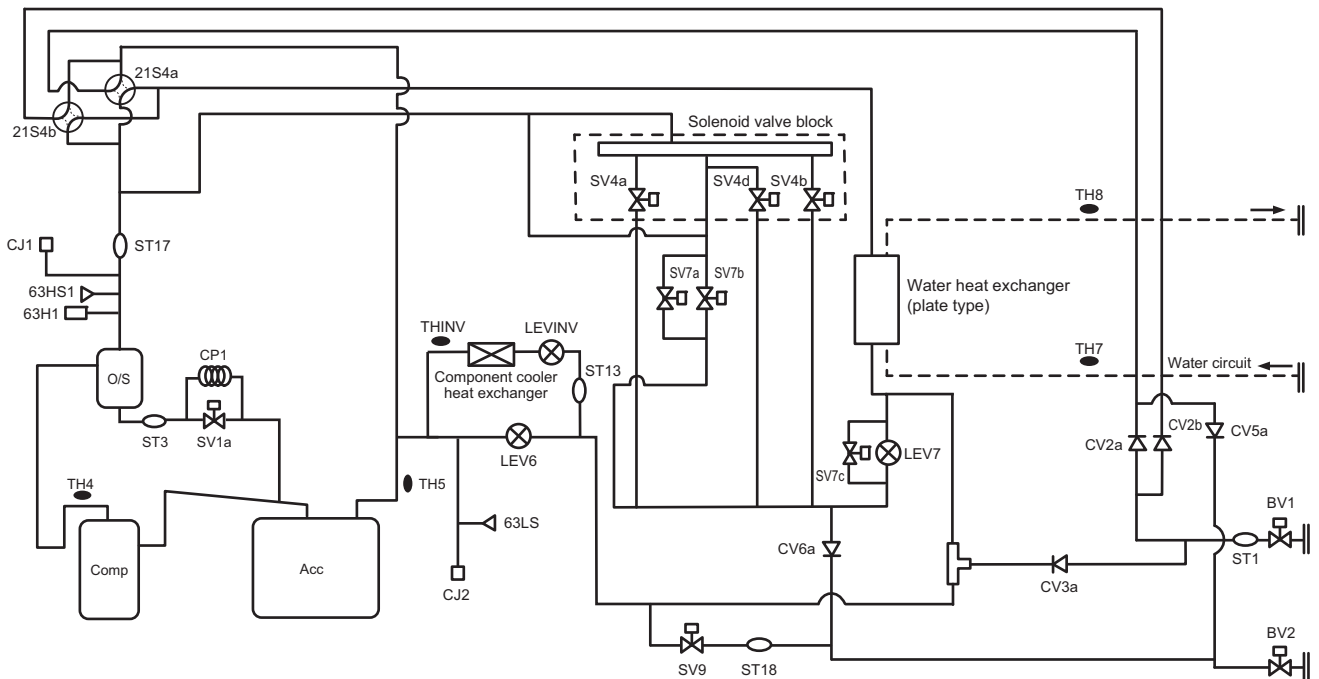 21S4a
21S4b
Solenoid valve block
SV4a
SV4d
SV4b
TH8
CJ1
ST17
SV7a
SV7b
63HS1
63H1
Water heat exchanger
(plate type)
THINV
LEVINV
TH7
Water circuit
CP1
O/S
Component cooler
heat exchanger
ST13
ST3
SV1a
LEV6
SV7c
LEV7
CV2a
CV2b
CV5a
TH4
TH5
BV1
63LS
CV6a
ST1
Comp
Acc
CJ2
CV3a
BV2
SV9
ST18